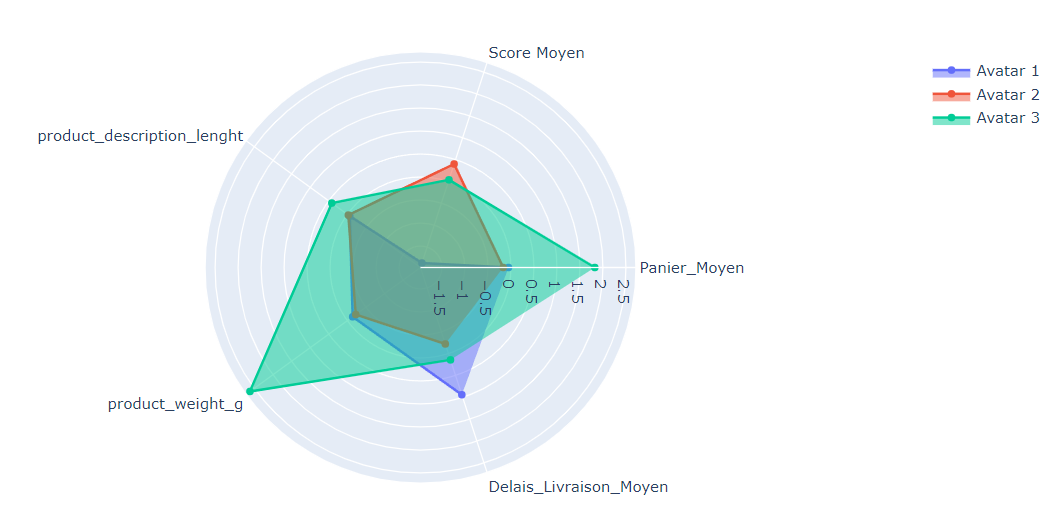 Score Moyen
product_description_lenght
Panier_Moyen
product_weight_g
Delais_Livraison_Moyen
−1.5
−1
−0.5
0
0.5
1
1.5
2
2.5
Avatar 1
Avatar 2
Avatar 3